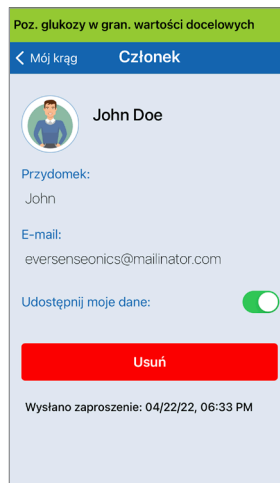 Poz. glukozy w gran. wartości docelowych
Mój krąg
Członek
John Doe
Przydomek:
John
E-mail:
eversenseonics@mailinator.com
Udostępnij moje dane:
Usuń
Wysłano zaproszenie: 04/22/22, 06:33 PM